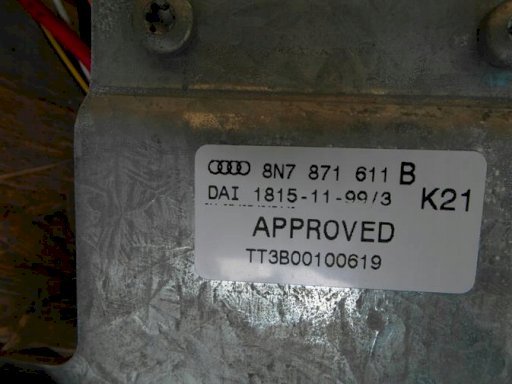 8N7 871 611 B
DAI 1815-11-99/3 K21
APPROVED
TT3B00100619